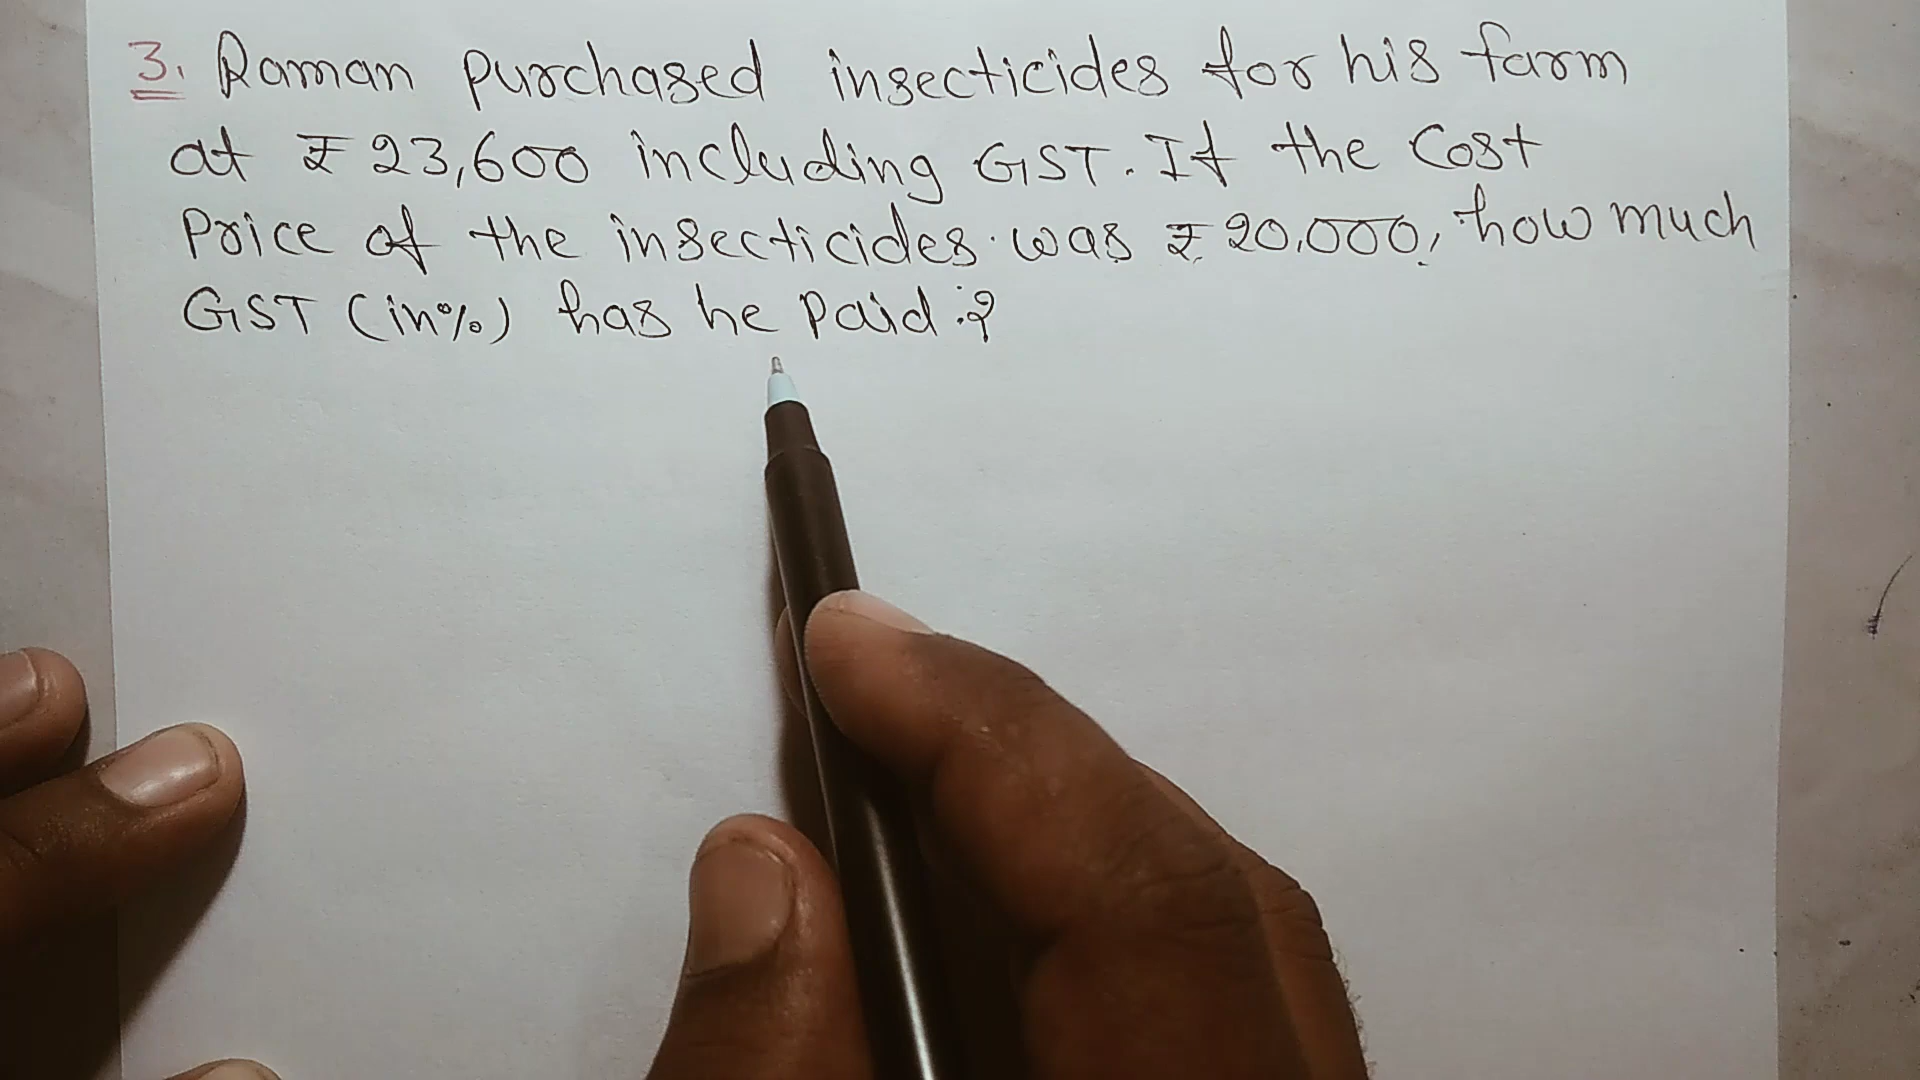 3. Raman purchased insecticides for his farm
at ₹ 23,600 including GST. If the Cost
Price of the insecticides was ₹ 20,000, how much
GST (in%) has he Paid ?